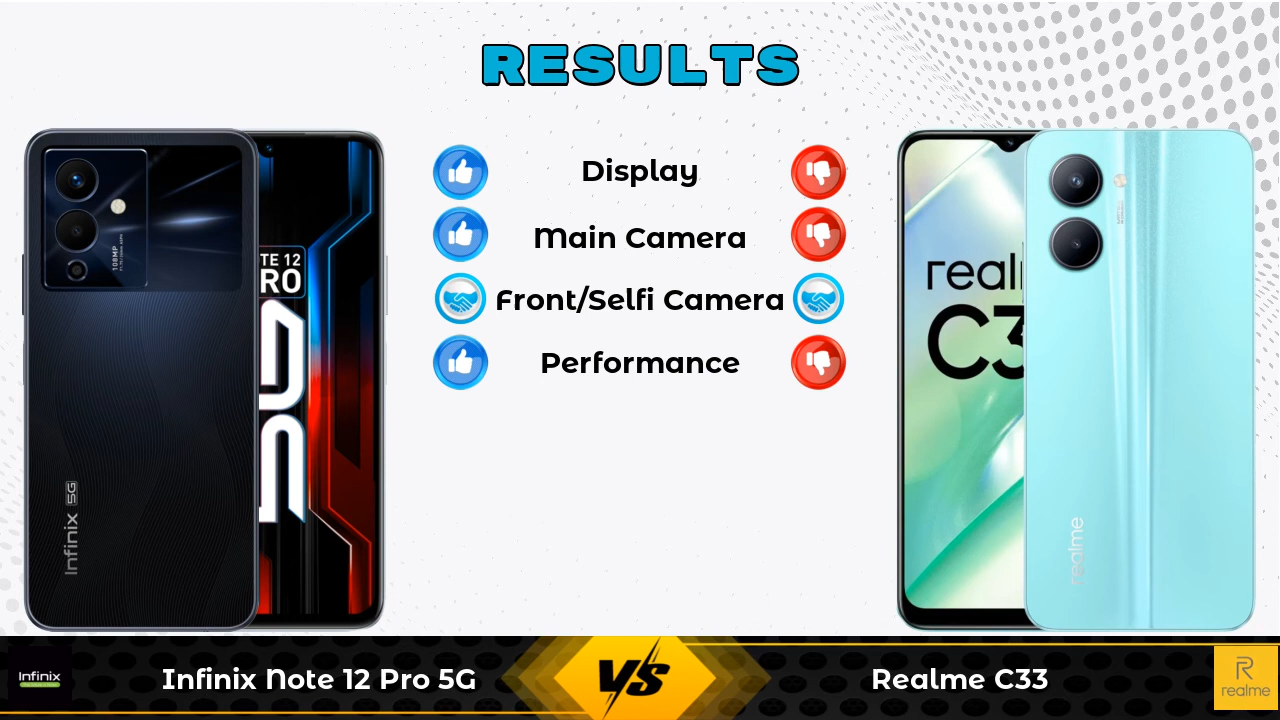 RESULTS
Display
Main Camera
Front/Selfi Camera
Performance
108MP
Infinix 5G
TE 12
RO
5G
real
C3
realme
Infinix
Infinix Note 12 Pro 5G
VS
Realme C33
R
realme